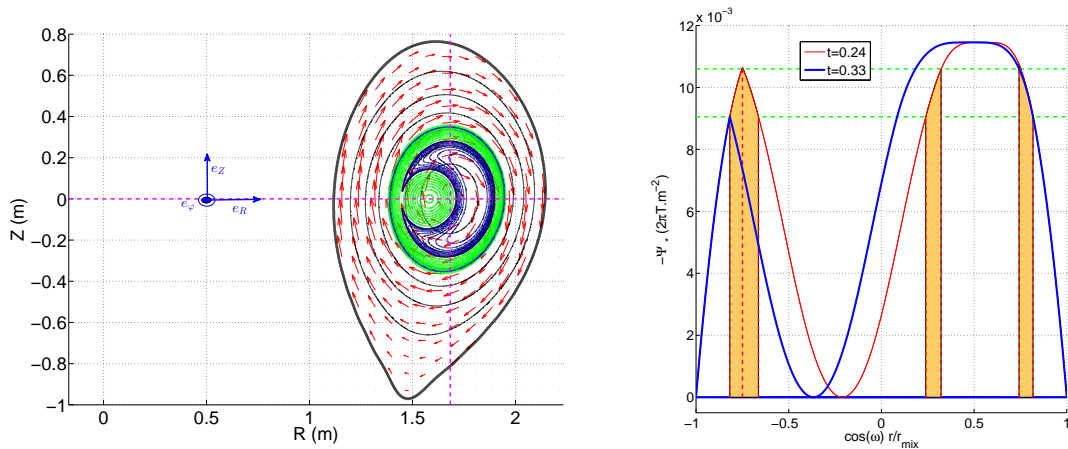 0.8
0.6
0.4
0.2
0
−0.2
−0.4
−0.6
−0.8
−1
Z (m)
e_Z
e_φ
e_R
0 0.5 1 1.5 2
R (m)
x 10⁻³
12
10
8
6
4
2
0
−Ψ* (2πT.m⁻²)
t=0.24
t=0.33
−1 −0.5 0 0.5 1
cos(ω) r/r_mix